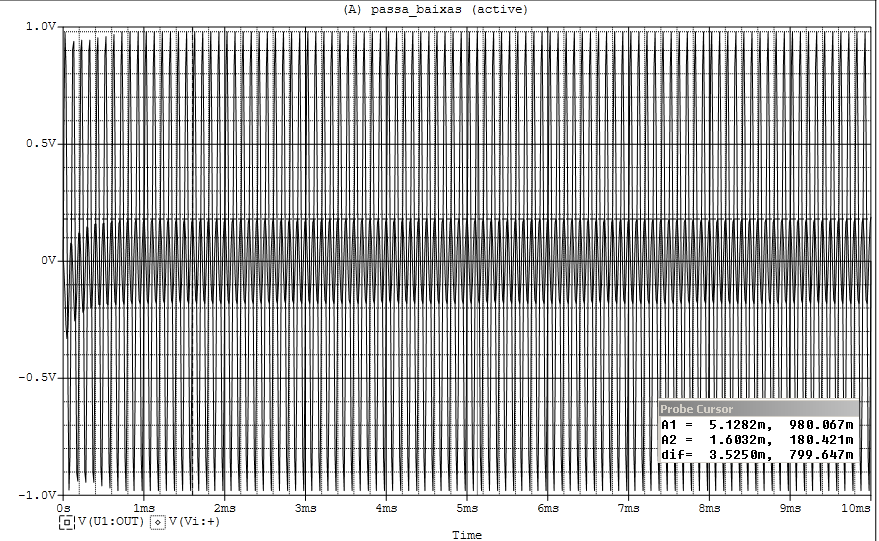 (A) passa_baixas (active)
1.0V
0.5V
0V
-0.5V
-1.0V
Probe Cursor
A1 = 5.1282m, 980.067m
A2 = 1.6032m, 180.421m
dif= 3.5250m, 799.647m
0s 1ms 2ms 3ms 4ms 5ms 6ms 7ms 8ms 9ms 10ms
V(U1:OUT) V(Vi:+)
Time